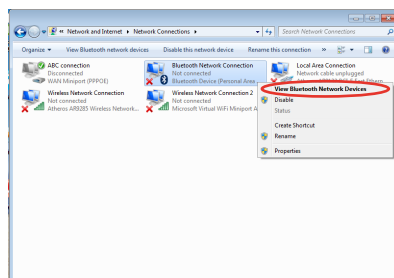 « Network and Internet ▸ Network Connections ▸
Search Network Connections
Organize
View Bluetooth network devices
Disable this network device
Rename this connection
»
ABC connection
Disconnected
WAN Miniport (PPPOE)
Bluetooth Network Connection
Not connected
Bluetooth Device (Personal Area ...
Local Area Connection
Network cable unplugged
Wireless Network Connection
Not connected
Atheros AR9285 Wireless Network...
Wireless Network Connection 2
Not connected
Microsoft Virtual WiFi Miniport A
View Bluetooth Network Devices
Disable
Status
Create Shortcut
Rename
Properties